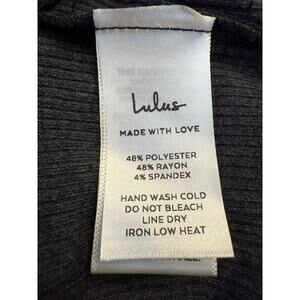 Lulus
MADE WITH LOVE
48% POLYESTER
48% RAYON
4% SPANDEX
HAND WASH COLD
DO NOT BLEACH
LINE DRY
IRON LOW HEAT